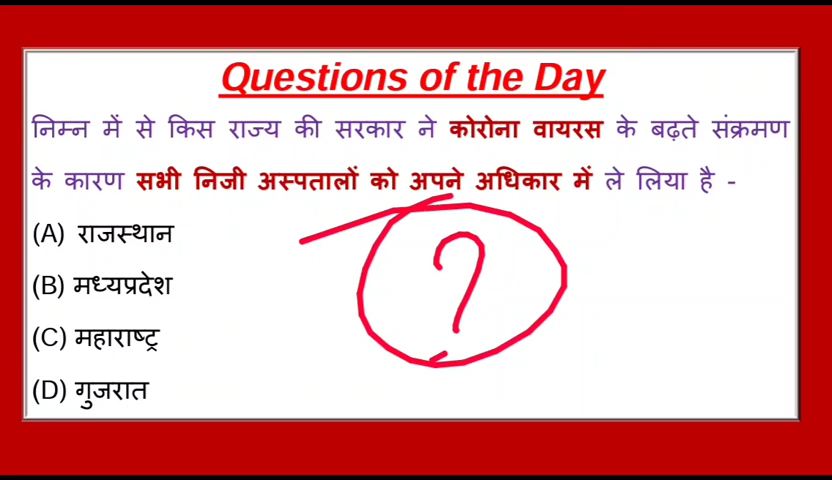 Questions of the Day
निम्न में से किस राज्य की सरकार ने कोरोना वायरस के बढ़ते संक्रमण
के कारण सभी निजी अस्पतालों को अपने अधिकार में ले लिया है -
(A) राजस्थान
(B) मध्यप्रदेश
(C) महाराष्ट्र
(D) गुजरात
?